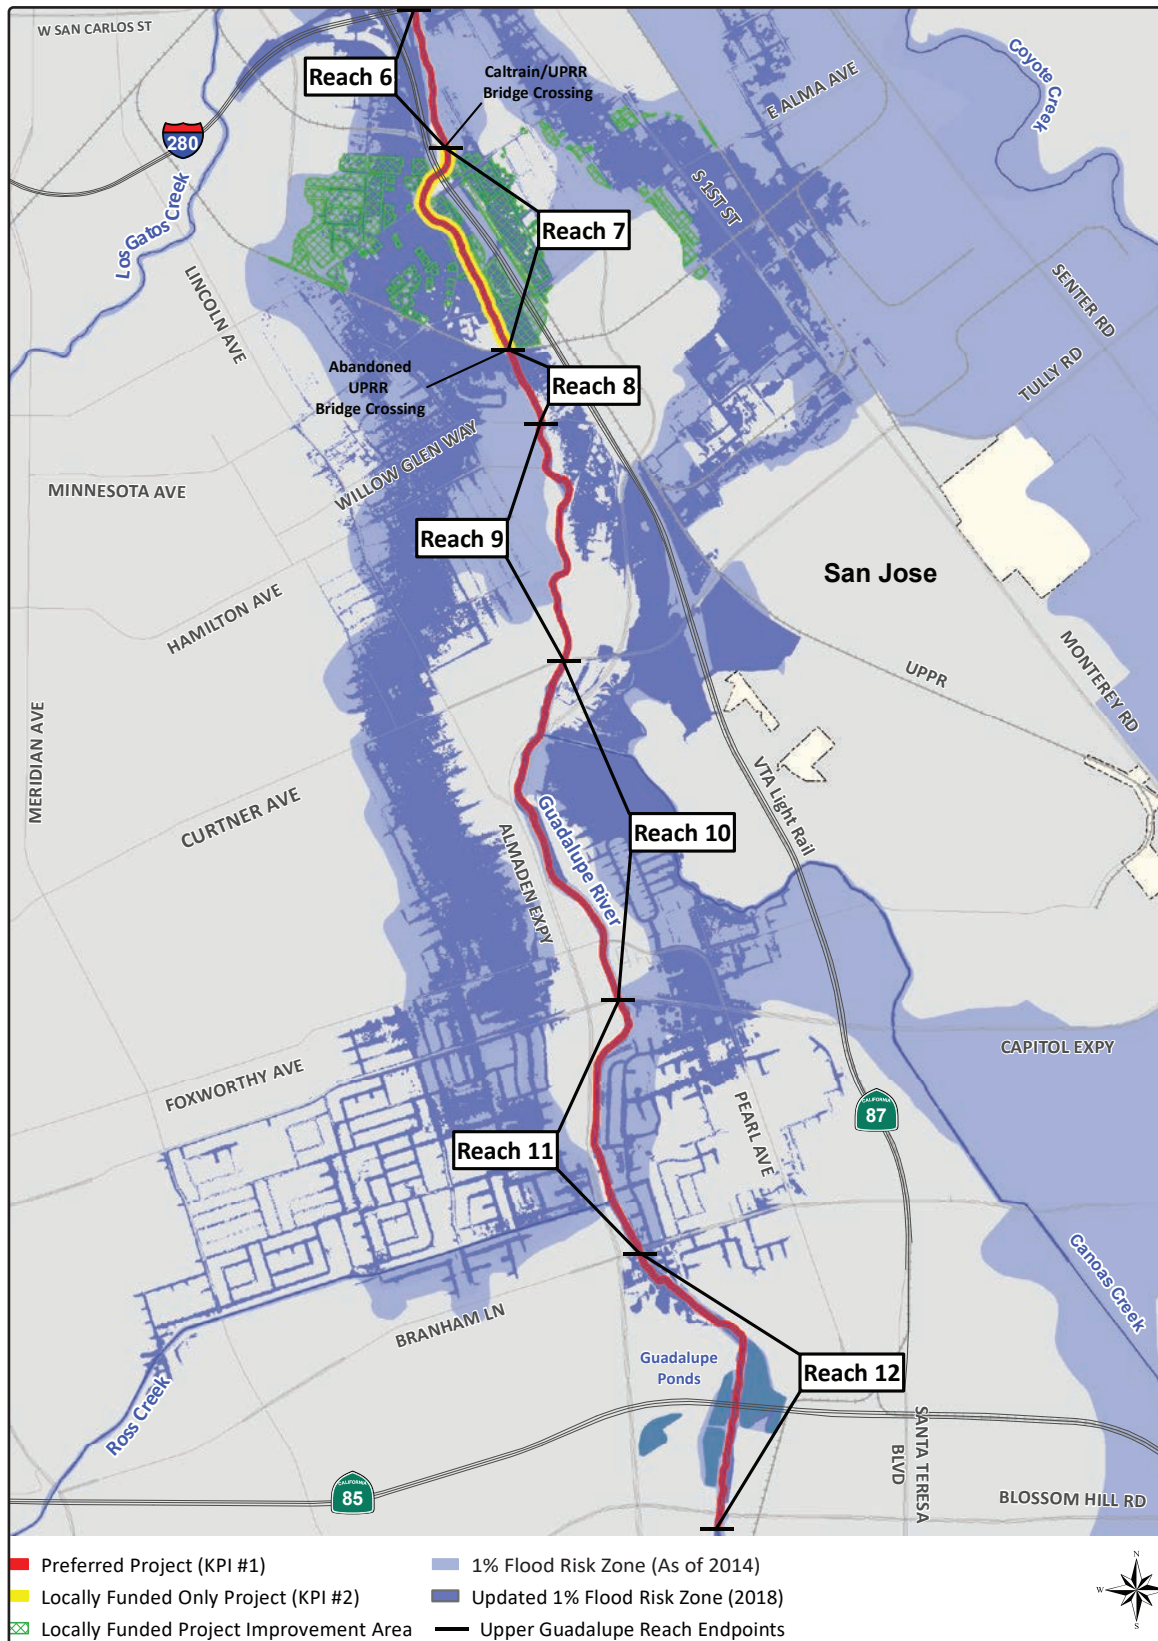 W SAN CARLOS ST
Reach 6
Caltrain/UPRR
Bridge Crossing
E ALMA AVE
Coyote Creek
280
Los Gatos Creek
S 1ST ST
Reach 7
LINCOLN AVE
SENTER RD
TULLY RD
Abandoned
UPRR
Bridge Crossing
Reach 8
WILLOW GLEN WAY
MINNESOTA AVE
Reach 9
San Jose
HAMILTON AVE
MONTEREY RD
UPPR
MERIDIAN AVE
CURTNER AVE
VTA Light Rail
Guadalupe River
ALMADEN EXPY
Reach 10
CAPITOL EXPY
FOXWORTHY AVE
PEARL AVE
CALIFORNIA
87
Reach 11
Canoas Creek
BRANHAM LN
Guadalupe
Ponds
Reach 12
Ross Creek
SANTA TERESA
BLVD
CALIFORNIA
85
BLOSSOM HILL RD
Preferred Project (KPI #1)
Locally Funded Only Project (KPI #2)
Locally Funded Project Improvement Area
1% Flood Risk Zone (As of 2014)
Updated 1% Flood Risk Zone (2018)
Upper Guadalupe Reach Endpoints
N
W
E
S